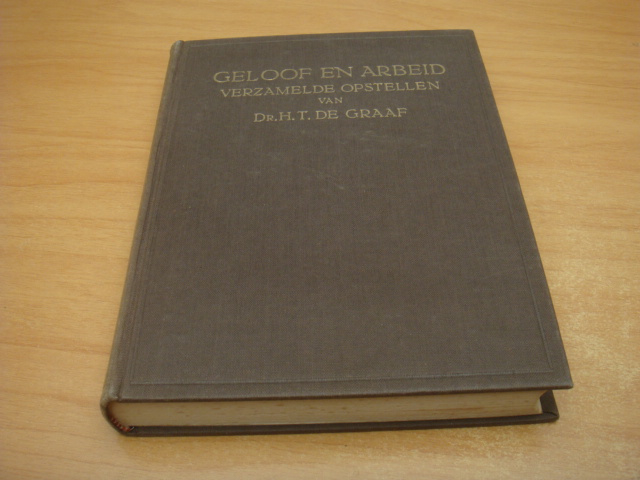 GELOOF EN ARBEID
VERZAMELDE OPSTELLEN
VAN
DR. H. T. DE GRAAF